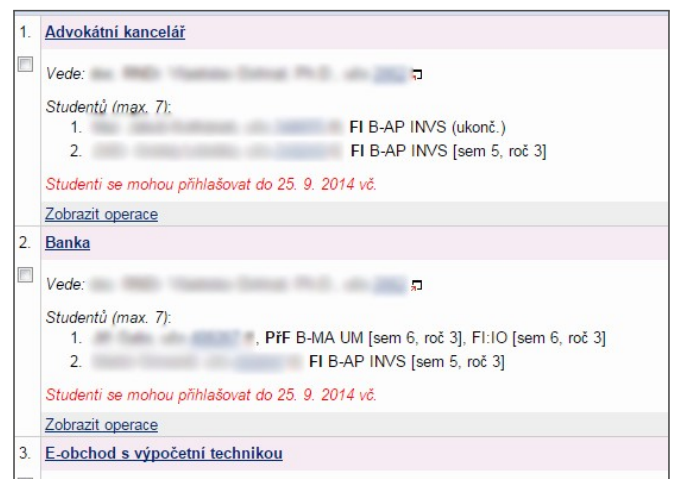 1. Advokátní kancelář
Vede:
Studentů (max. 7):
1. FI B-AP INVS (ukonč.)
2. FI B-AP INVS [sem 5, roč 3]
Studenti se mohou přihlašovat do 25. 9. 2014 vč.
Zobrazit operace
2. Banka
Vede:
Studentů (max. 7):
1. , PřF B-MA UM [sem 6, roč 3], FI:IO [sem 6, roč 3]
2. FI B-AP INVS [sem 5, roč 3]
Studenti se mohou přihlašovat do 25. 9. 2014 vč.
Zobrazit operace
3. E-obchod s výpočetní technikou